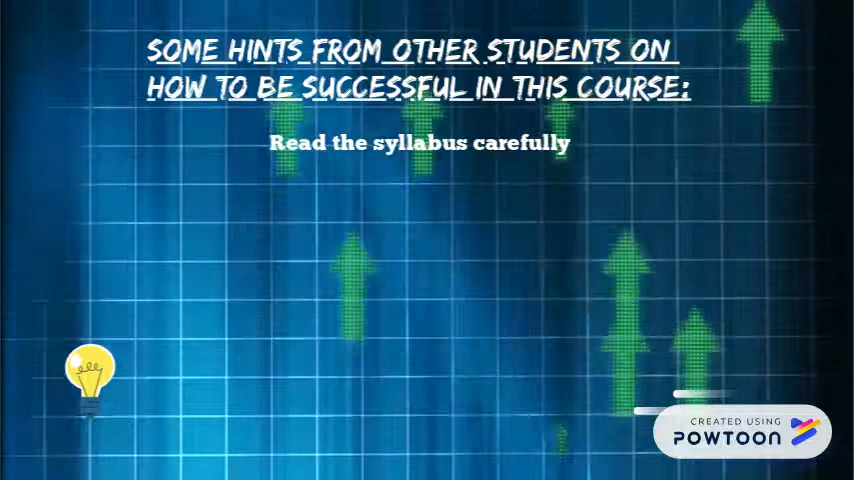 SOME HINTS FROM OTHER STUDENTS ON
HOW TO BE SUCCESSFUL IN THIS COURSE:
Read the syllabus carefully
CREATED USING
POWTOON